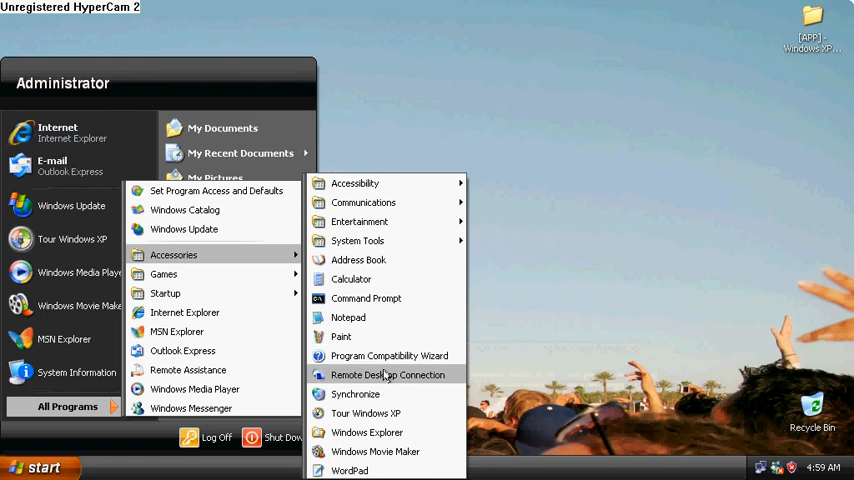 Unregistered HyperCam 2
[APP] -
Windows XP...
Administrator
Internet
Internet Explorer
E-mail
Outlook Express
Windows Update
Tour Windows XP
Windows Media Playe
Windows Movie Make
MSN Explorer
System Information
All Programs
My Documents
My Recent Documents
My Pictures
Set Program Access and Defaults
Windows Catalog
Windows Update
Accessories
Games
Startup
Internet Explorer
MSN Explorer
Outlook Express
Remote Assistance
Windows Media Player
Windows Messenger
Accessibility
Communications
Entertainment
System Tools
Address Book
Calculator
Command Prompt
Notepad
Paint
Program Compatibility Wizard
Remote Desktop Connection
Synchronize
Tour Windows XP
Windows Explorer
Windows Movie Maker
WordPad
Log Off
Shut Dow
Recycle Bin
start
4:59 AM